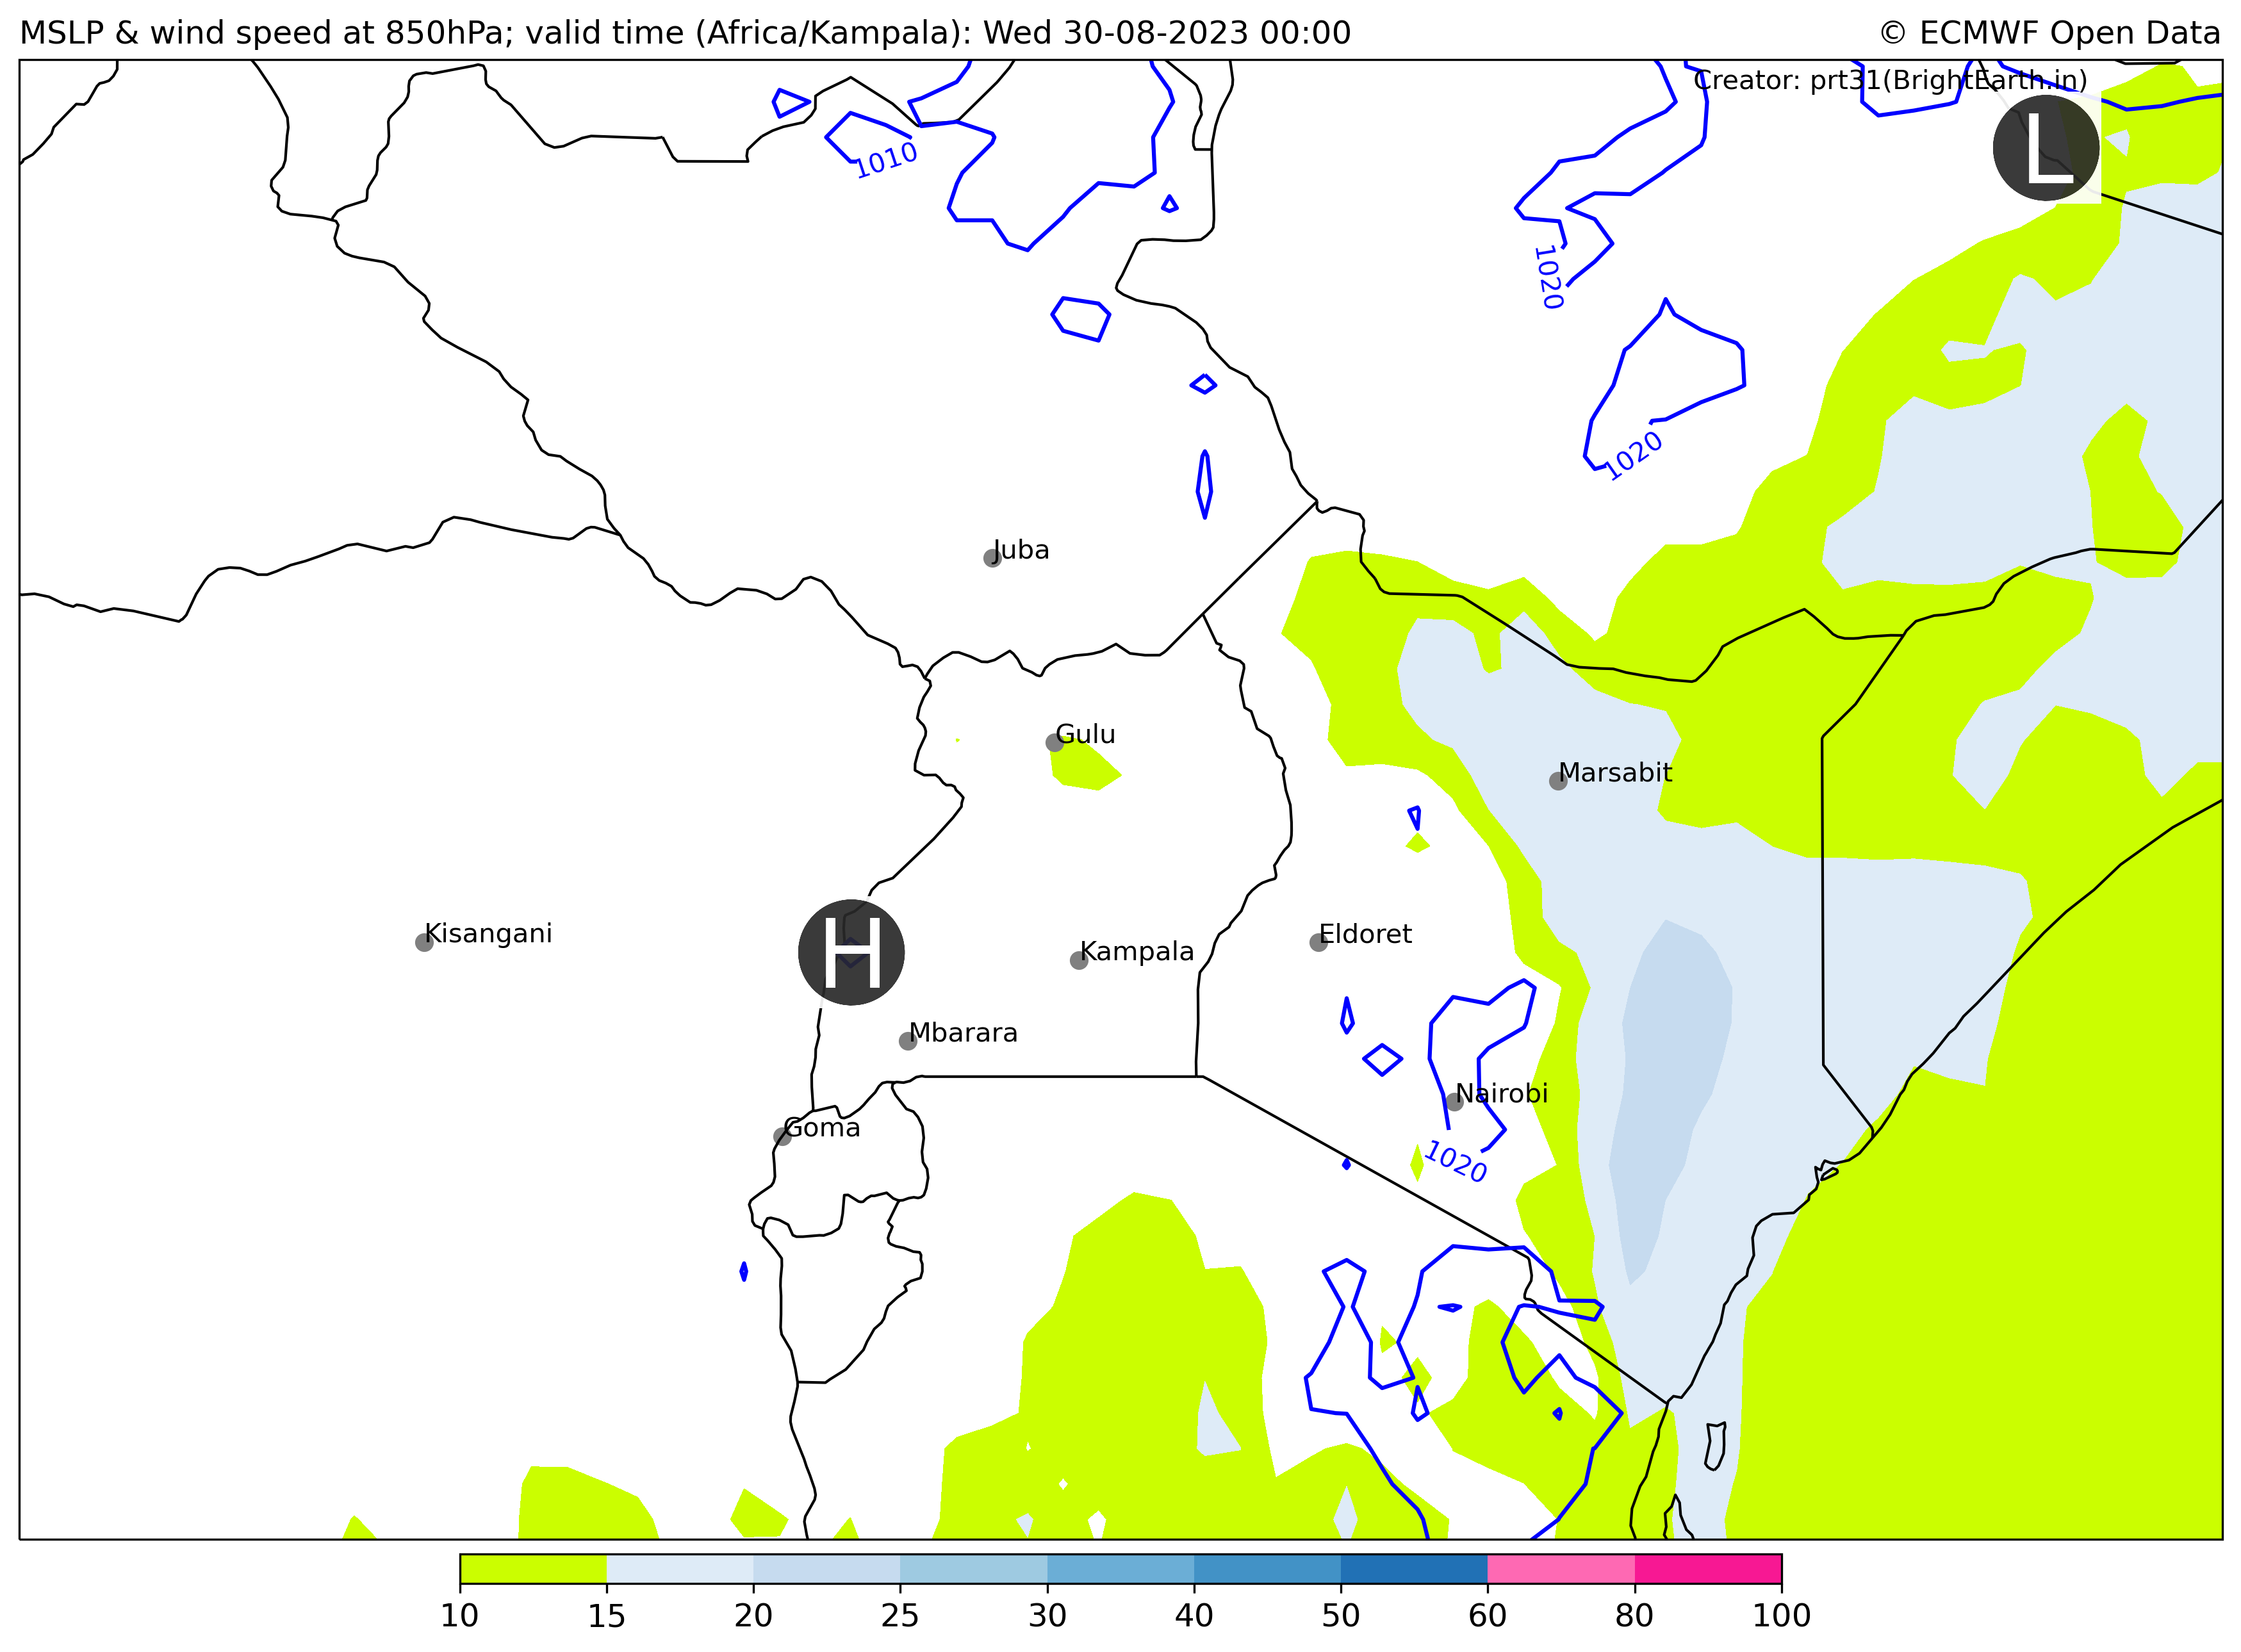 MSLP & wind speed at 850hPa; valid time (Africa/Kampala): Wed 30-08-2023 00:00
© ECMWF Open Data
Creator: prt31(BrightEarth.in)
L
1010
1020
1020
Juba
Gulu
Marsabit
Kisangani
H
Kampala
Eldoret
Mbarara
Nairobi
Goma
1020
10 15 20 25 30 40 50 60 80 100